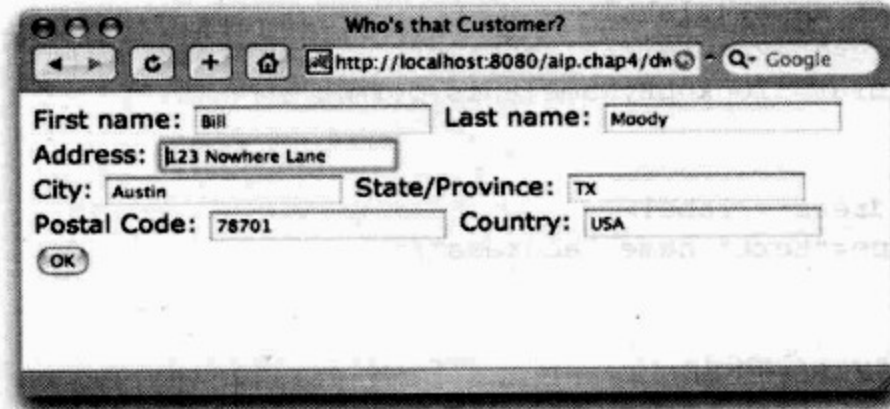 Who's that Customer?
http://localhost:8080/aip.chap4/dw Google
First name: Bill Last name: Moody
Address: 123 Nowhere Lane
City: Austin State/Province: TX
Postal Code: 78701 Country: USA
OK